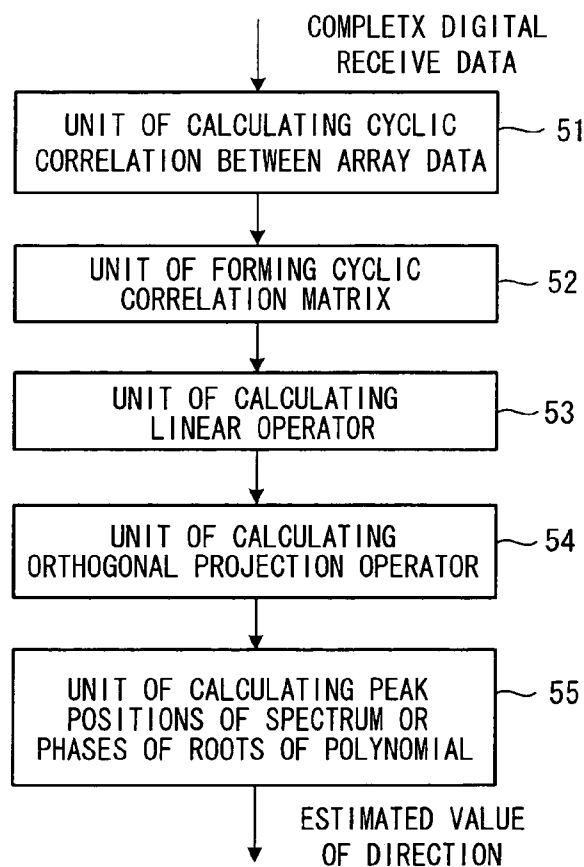 COMPLETX DIGITAL
RECEIVE DATA
UNIT OF CALCULATING CYCLIC
CORRELATION BETWEEN ARRAY DATA
51
UNIT OF FORMING CYCLIC
CORRELATION MATRIX
52
UNIT OF CALCULATING
LINEAR OPERATOR
53
UNIT OF CALCULATING
ORTHOGONAL PROJECTION OPERATOR
54
UNIT OF CALCULATING PEAK
POSITIONS OF SPECTRUM OR
PHASES OF ROOTS OF POLYNOMIAL
55
ESTIMATED VALUE
OF DIRECTION